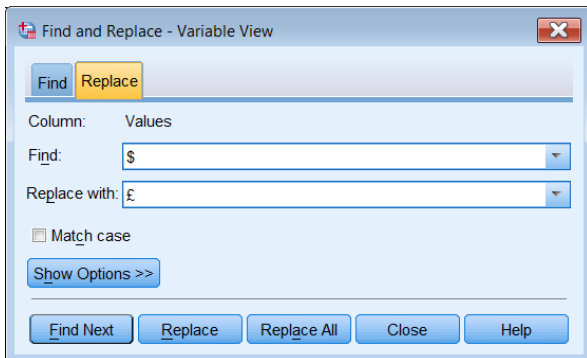 Find and Replace - Variable View
Find Replace
Column: Values
Find: $
Replace with: £
Match case
Show Options >>
Find Next Replace Replace All Close Help